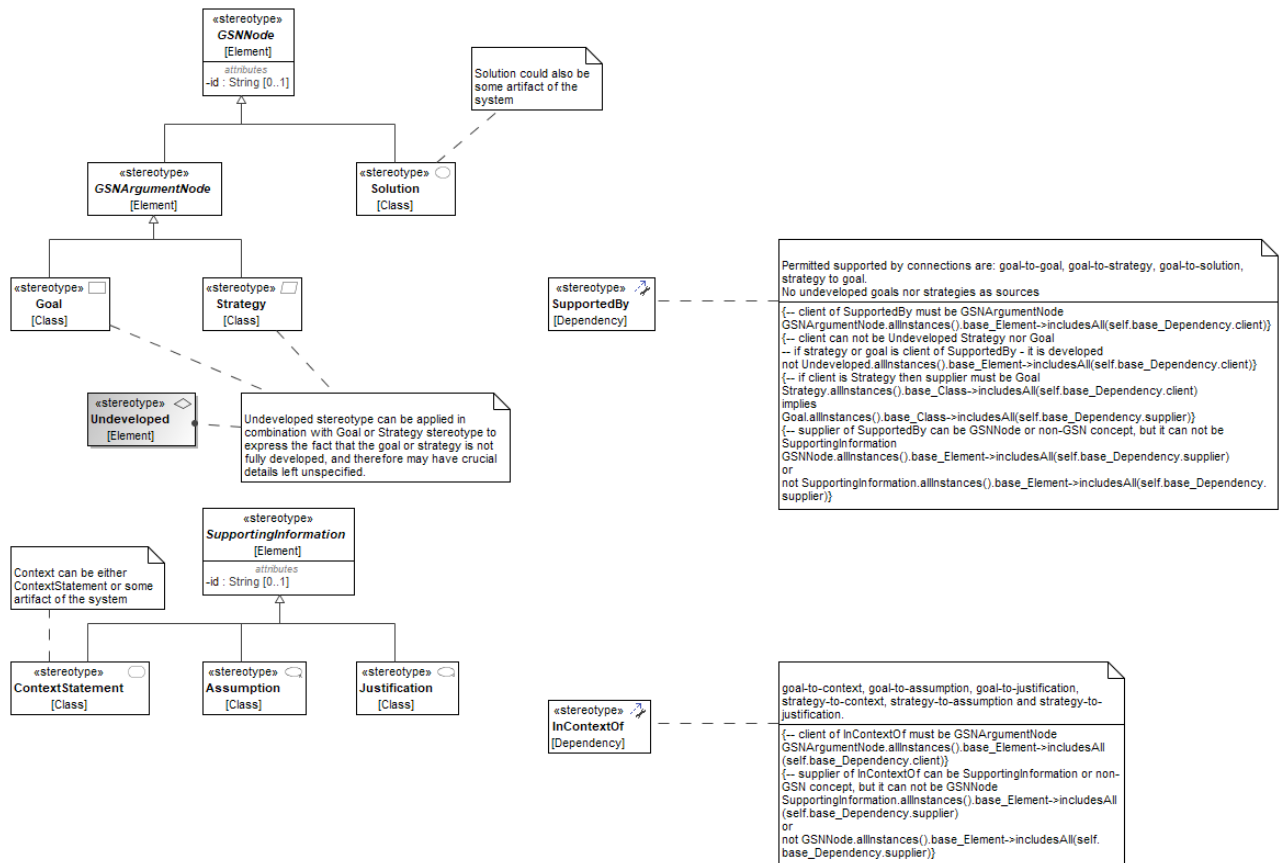 «stereotype»
GSNNode
[Element]
attributes
-id : String [0..1]
Solution could also be
some artifact of the
system
«stereotype»
GSNArgumentNode
[Element]
«stereotype»
Solution
[Class]
«stereotype»
Goal
[Class]
«stereotype»
Strategy
[Class]
«stereotype»
SupportedBy
[Dependency]
Permitted supported by connections are: goal-to-goal, goal-to-strategy, goal-to-solution,
strategy to goal.
No undeveloped goals nor strategies as sources
{-- client of SupportedBy must be GSNArgumentNode
GSNArgumentNode.allInstances().base_Element->includesAll(self.base_Dependency.client)}
{-- client can not be Undeveloped Strategy nor Goal
-- if strategy or goal is client of SupportedBy - it is developed
not Undeveloped.allInstances().base_Element->includesAll(self.base_Dependency.client)}
{-- if client is Strategy then supplier must be Goal
Strategy.allInstances().base_Class->includesAll(self.base_Dependency.client)
implies
Goal.allInstances().base_Class->includesAll(self.base_Dependency.supplier)}
{-- supplier of SupportedBy can be GSNNode or non-GSN concept, but it can not be
SupportingInformation
GSNNode.allInstances().base_Element->includesAll(self.base_Dependency.supplier)
or
not SupportingInformation.allInstances().base_Element->includesAll(self.base_Dependency.
supplier)}
«stereotype»
Undeveloped
[Element]
Undeveloped stereotype can be applied in
combination with Goal or Strategy stereotype to
express the fact that the goal or strategy is not
fully developed, and therefore may have crucial
details left unspecified.
«stereotype»
SupportingInformation
[Element]
attributes
-id : String [0..1]
Context can be either
ContextStatement or some
artifact of the system
«stereotype»
ContextStatement
[Class]
«stereotype»
Assumption
[Class]
«stereotype»
Justification
[Class]
«stereotype»
InContextOf
[Dependency]
goal-to-context, goal-to-assumption, goal-to-justification,
strategy-to-context, strategy-to-assumption and strategy-to-
justification.
{-- client of InContextOf must be GSNArgumentNode
GSNArgumentNode.allInstances().base_Element->includesAll
(self.base_Dependency.client)}
{-- supplier of InContextOf can be SupportingInformation or non-
GSN concept, but it can not be GSNNode
SupportingInformation.allInstances().base_Element->includesAll
(self.base_Dependency.supplier)
or
not GSNNode.allInstances().base_Element->includesAll(self.
base_Dependency.supplier)}